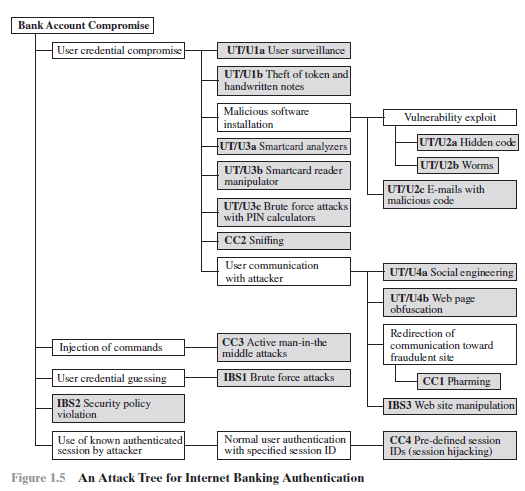 Bank Account Compromise
User credential compromise
UT/U1a User surveillance
UT/U1b Theft of token and
handwritten notes
Malicious software
installation
Vulnerability exploit
UT/U2a Hidden code
UT/U2b Worms
UT/U2c E-mails with
malicious code
UT/U3a Smartcard analyzers
UT/U3b Smartcard reader
manipulator
UT/U3c Brute force attacks
with PIN calculators
CC2 Sniffing
User communication
with attacker
UT/U4a Social engineering
UT/U4b Web page
obfuscation
Redirection of
communication toward
fraudulent site
CC1 Pharming
IBS3 Web site manipulation
Injection of commands
CC3 Active man-in-the
middle attacks
User credential guessing
IBS1 Brute force attacks
IBS2 Security policy
violation
Use of known authenticated
session by attacker
Normal user authentication
with specified session ID
CC4 Pre-defined session
IDs (session hijacking)
Figure 1.5 An Attack Tree for Internet Banking Authentication